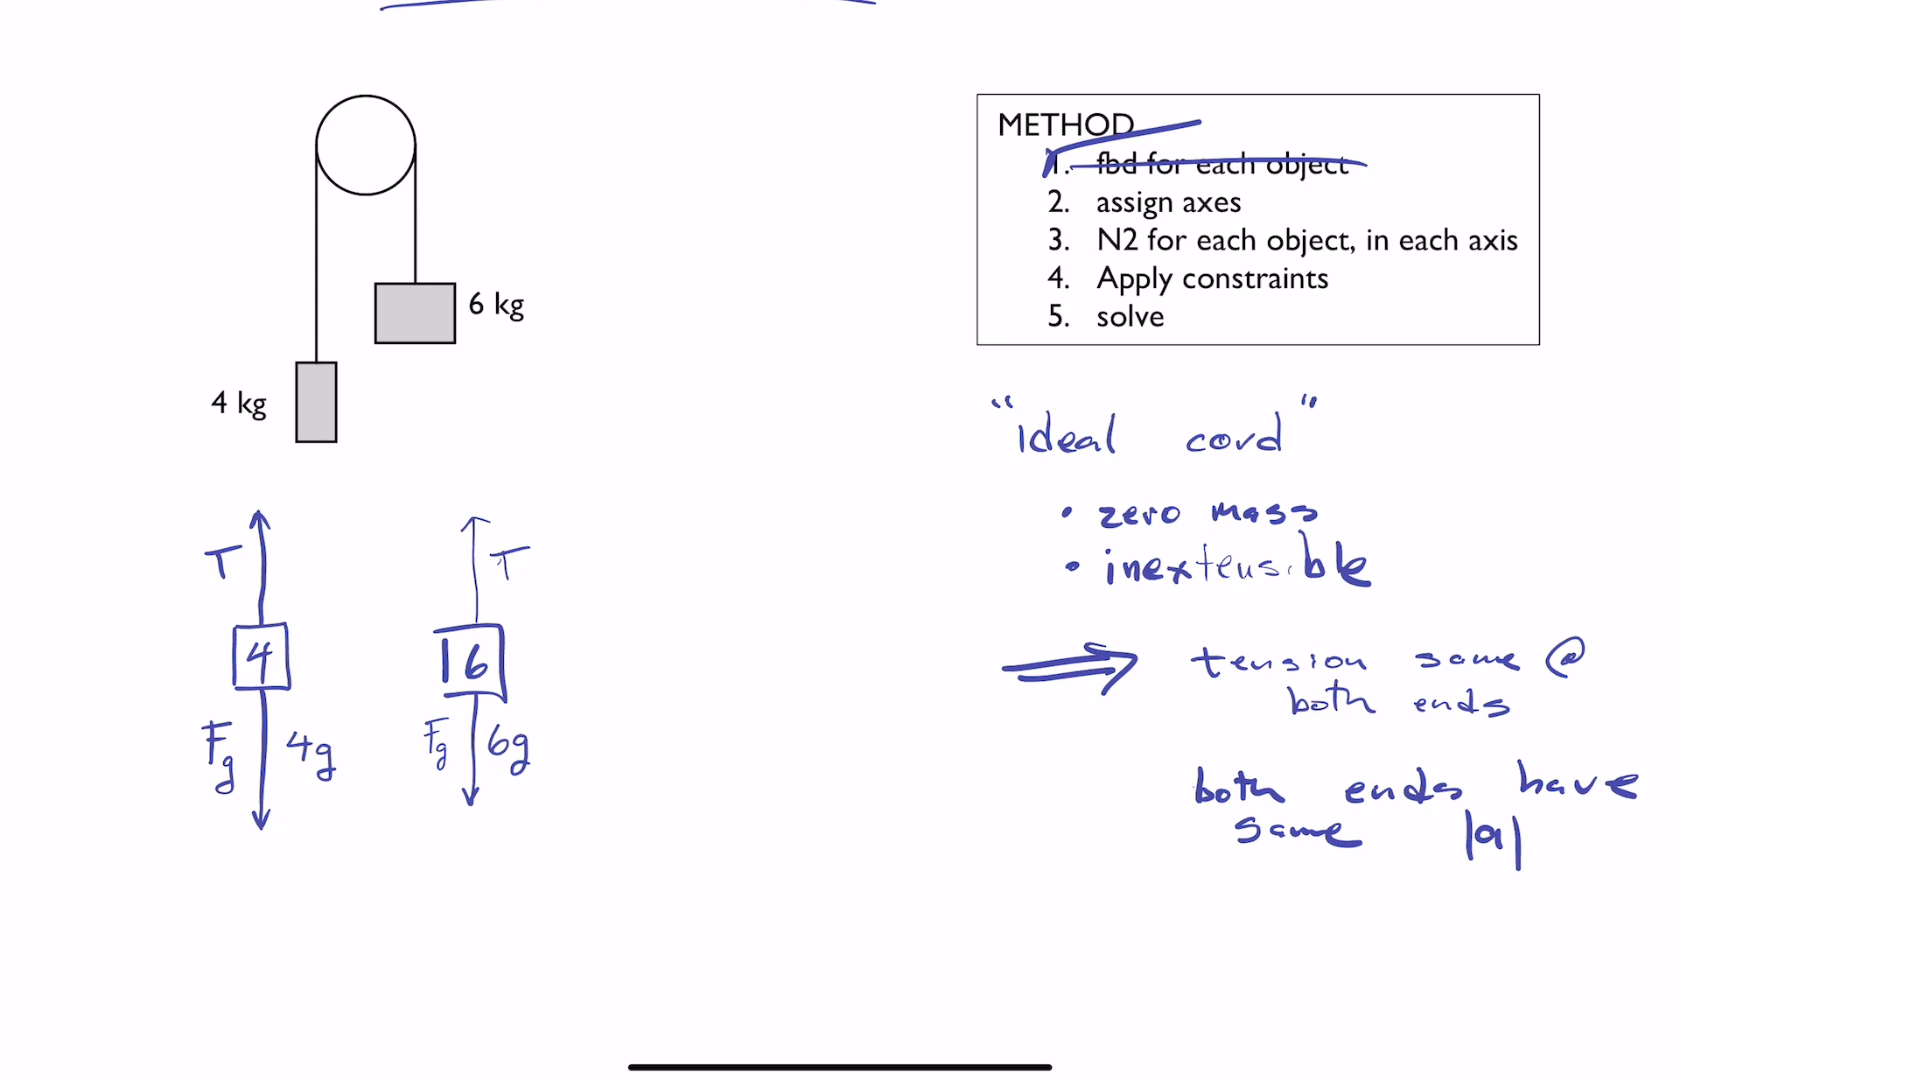 METHOD
1. fbd for each object
2. assign axes
3. N2 for each object, in each axis
4. Apply constraints
5. solve
6 kg
4 kg
"ideal cord"
• zero mass
• inextensible
T
T
4
6
Fg 4g
Fg 6g
⇒ tension same @
both ends
both ends have
same |a|